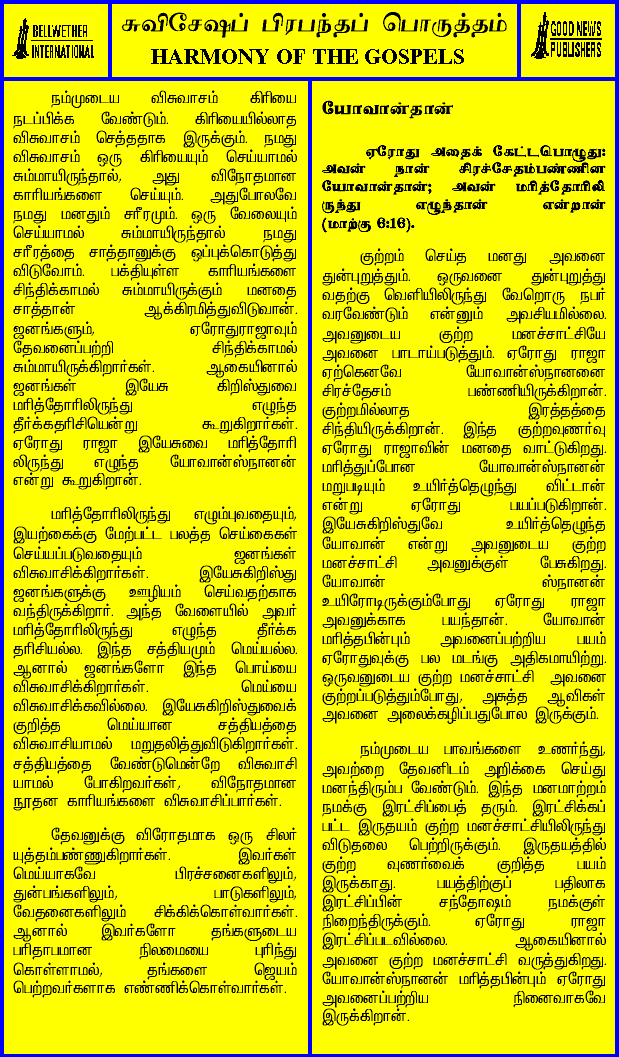 BELLWETHER
INTERNATIONAL
சுவிசேஷப் பிரபந்தப் பொருத்தம்
HARMONY OF THE GOSPELS
GOOD NEWS
PUBLISHERS
நம்முடைய விசுவாசம் கிரியை
நடப்பிக்க வேண்டும். கிரியையில்லாத
விசுவாசம் செத்ததாக இருக்கும். நமது
விசுவாசம் ஒரு கிரியையும் செய்யாமல்
சும்மாயிருந்தால், அது விநோதமான
காரியங்களை செய்யும். அதுபோலவே
நமது மனதும் சரீரமும். ஒரு வேலையும்
செய்யாமல் சும்மாயிருந்தால் நமது
சரீரத்தை சாத்தானுக்கு ஒப்புக்கொடுத்து
விடுவோம். பக்தியுள்ள காரியங்களை
சிந்திக்காமல் சும்மாயிருக்கும் மனதை
சாத்தான் ஆக்கிரமித்துவிடுவான்.
ஜனங்களும், ஏரோதுராஜாவும்
தேவனைப்பற்றி சிந்திக்காமல்
சும்மாயிருக்கிறார்கள். ஆகையினால்
ஜனங்கள் இயேசு கிறிஸ்துவை
மரித்தோரிலிருந்து எழுந்த
தீர்க்கதரிசியென்று கூறுகிறார்கள்.
ஏரோது ராஜா இயேசுவை மரித்தோரி
லிருந்து எழுந்த யோவான்ஸ்நானன்
என்று கூறுகிறான்.
மரித்தோரிலிருந்து எழும்புவதையும்,
இயற்கைக்கு மேற்பட்ட பலத்த செய்கைகள்
செய்யப்படுவதையும் ஜனங்கள்
விசுவாசிக்கிறார்கள். இயேசுகிறிஸ்து
ஜனங்களுக்கு ஊழியம் செய்வதற்காக
வந்திருக்கிறார். அந்த வேளையில் அவர்
மரித்தோரிலிருந்து எழுந்த தீர்க்க
தரிசியல்ல. இந்த சத்தியமும் மெய்யல்ல.
ஆனால் ஜனங்களோ இந்த பொய்யை
விசுவாசிக்கிறார்கள். மெய்யை
விசுவாசிக்கவில்லை. இயேசுகிறிஸ்துவைக்
குறித்த மெய்யான சத்தியத்தை
விசுவாசியாமல் மறுதலித்துவிடுகிறார்கள்.
சத்தியத்தை வேண்டுமென்றே விசுவாசி
யாமல் போகிறவர்கள், விநோதமான
நூதன காரியங்களை விசுவாசிப்பார்கள்.
தேவனுக்கு விரோதமாக ஒரு சிலர்
யுத்தம்பண்ணுகிறார்கள். இவர்கள்
மெய்யாகவே பிரச்சனைகளிலும்,
துன்பங்களிலும், பாடுகளிலும்,
வேதனைகளிலும் சிக்கிக்கொள்வார்கள்.
ஆனால் இவர்களோ தங்களுடைய
பரிதாபமான நிலமையை புரிந்து
கொள்ளாமல், தங்களை ஜெயம்
பெற்றவர்களாக எண்ணிக்கொள்வார்கள்.
யோவான்தான்
ஏரோது அதைக் கேட்டபொழுது:
அவன் நான் சிரச்சேதம்பண்ணின
யோவான்தான்; அவன் மரித்தோரிலி
ருந்து எழுந்தான் என்றான்
(மாற்கு 6:16).
குற்றம் செய்த மனது அவனை
துன்புறுத்தும். ஒருவனை துன்புறுத்து
வதற்கு வெளியிலிருந்து வேறொரு நபர்
வரவேண்டும் என்னும் அவசியமில்லை.
அவனுடைய குற்ற மனச்சாட்சியே
அவனை பாடாய்படுத்தும். ஏரோது ராஜா
ஏற்கெனவே யோவான்ஸ்நானனை
சிரச்தேசம் பண்ணியிருக்கிறான்.
குற்றமில்லாத இரத்தத்தை
சிந்தியிருக்கிறான். இந்த குற்றவுணர்வு
ஏரோது ராஜாவின் மனதை வாட்டுகிறது.
மரித்துப்போன யோவான்ஸ்நானன்
மறுபடியும் உயிர்த்தெழுந்து விட்டான்
என்று ஏரோது பயப்படுகிறான்.
இயேசுகிறிஸ்துவே உயிர்த்தெழுந்த
யோவான் என்று அவனுடைய குற்ற
மனச்சாட்சி அவனுக்குள் பேசுகிறது.
யோவான் ஸ்நானன்
உயிரோடிருக்கும்போது ஏரோது ராஜா
அவனுக்காக பயந்தான். யோவான்
மரித்தபின்பும் அவனைப்பற்றிய பயம்
ஏரோதுவுக்கு பல மடங்கு அதிகமாயிற்று.
ஒருவனுடைய குற்ற மனச்சாட்சி அவனை
குற்றப்படுத்தும்போது, அசுத்த ஆவிகள்
அவனை அலைக்கழிப்பதுபோல இருக்கும்.
நம்முடைய பாவங்களை உணர்ந்து,
அவற்றை தேவனிடம் அறிக்கை செய்து
மனந்திரும்ப வேண்டும். இந்த மனமாற்றம்
நமக்கு இரட்சிப்பைத் தரும். இரட்சிக்கப்
பட்ட இருதயம் குற்ற மனச்சாட்சியிலிருந்து
விடுதலை பெற்றிருக்கும். இருதயத்தில்
குற்ற வுணர்வைக் குறித்த பயம்
இருக்காது. பயத்திற்குப் பதிலாக
இரட்சிப்பின் சந்தோஷம் நமக்குள்
நிறைந்திருக்கும். ஏரோது ராஜா
இரட்சிப்படவில்லை. ஆகையினால்
அவனை குற்ற மனச்சாட்சி வருத்துகிறது.
யோவான்ஸ்நானன் மரித்தபின்பும் ஏரோது
அவனைப்பற்றிய நினைவாகவே
இருக்கிறான்.